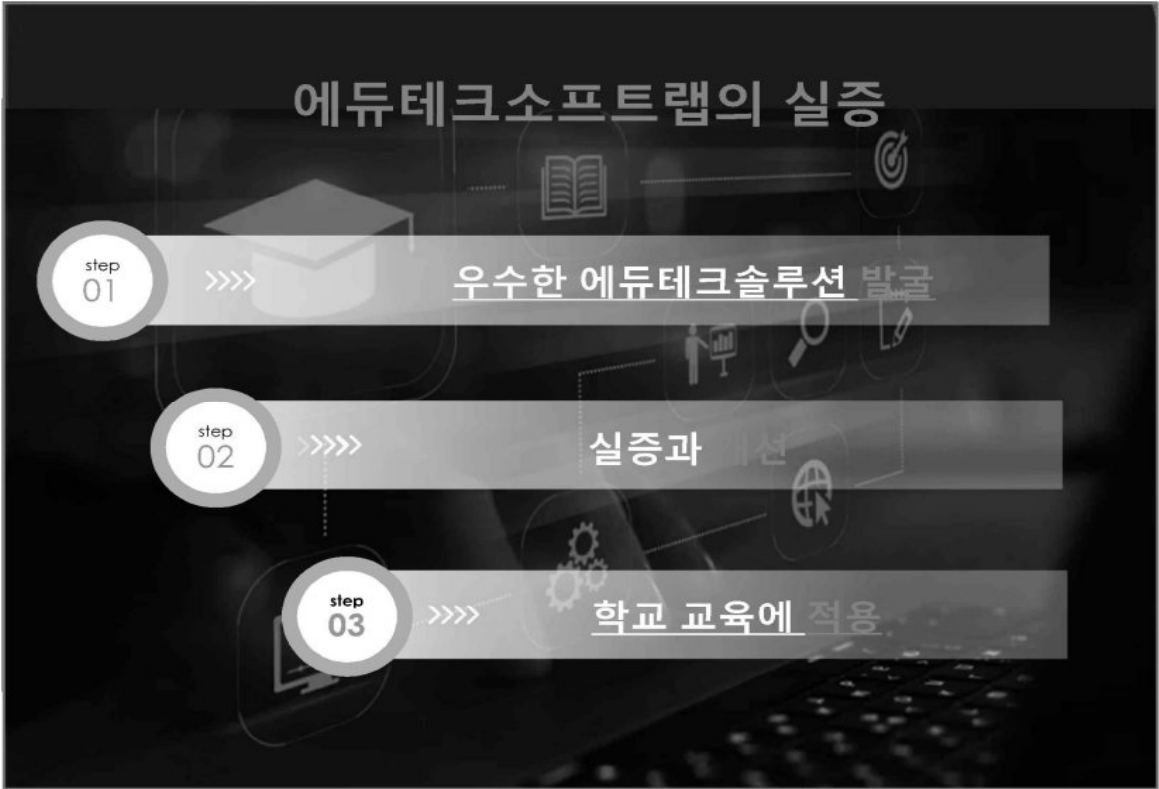 에듀테크소프트랩의 실증
step
01
우수한 에듀테크솔루션 발굴
step
02
실증과 개선
step
03
학교 교육에 적용